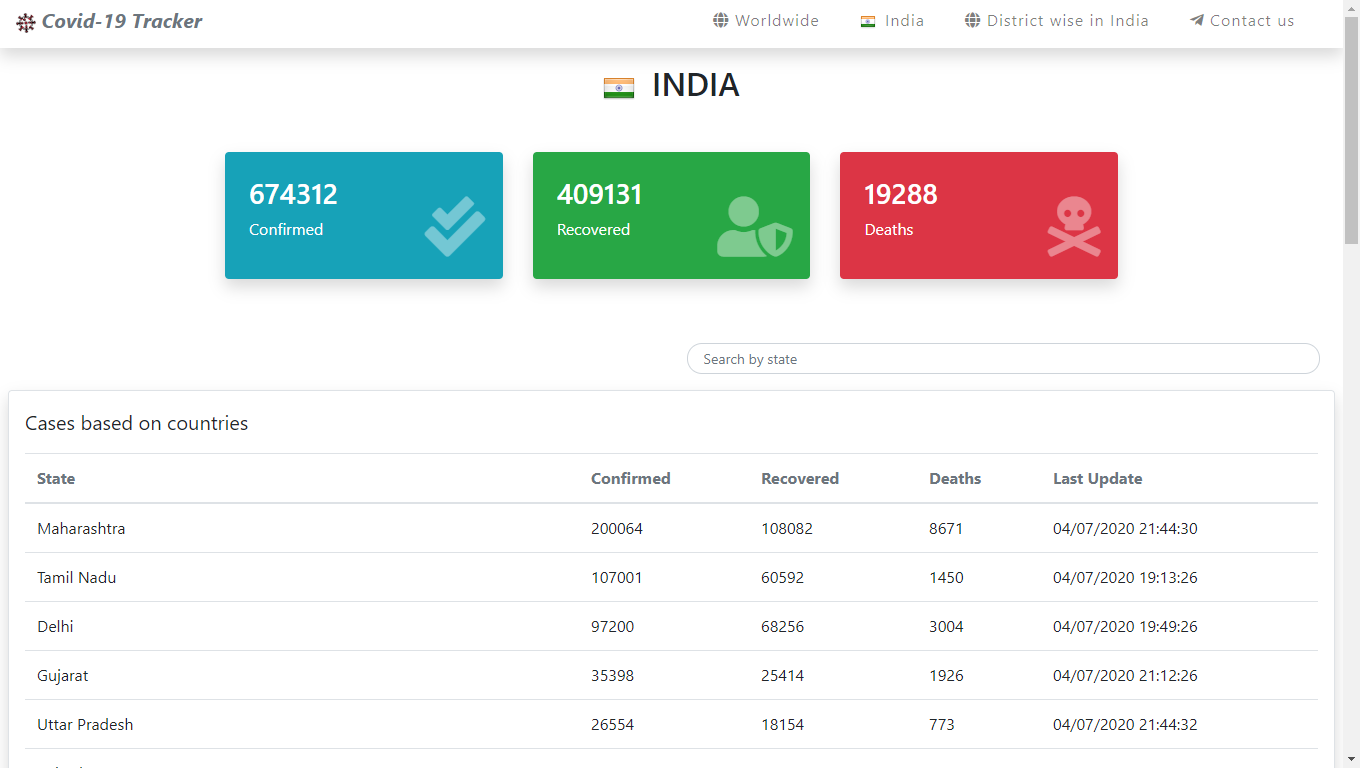 Covid-19 Tracker Worldwide India District wise in India Contact us
INDIA
674312 409131 19288
Confirmed Recovered Deaths
Search by state
Cases based on countries
State Confirmed Recovered Deaths Last Update
Maharashtra 200064 108082 8671 04/07/2020 21:44:30
Tamil Nadu 107001 60592 1450 04/07/2020 19:13:26
Delhi 97200 68256 3004 04/07/2020 19:49:26
Gujarat 35398 25414 1926 04/07/2020 21:12:26
Uttar Pradesh 26554 18154 773 04/07/2020 21:44:32